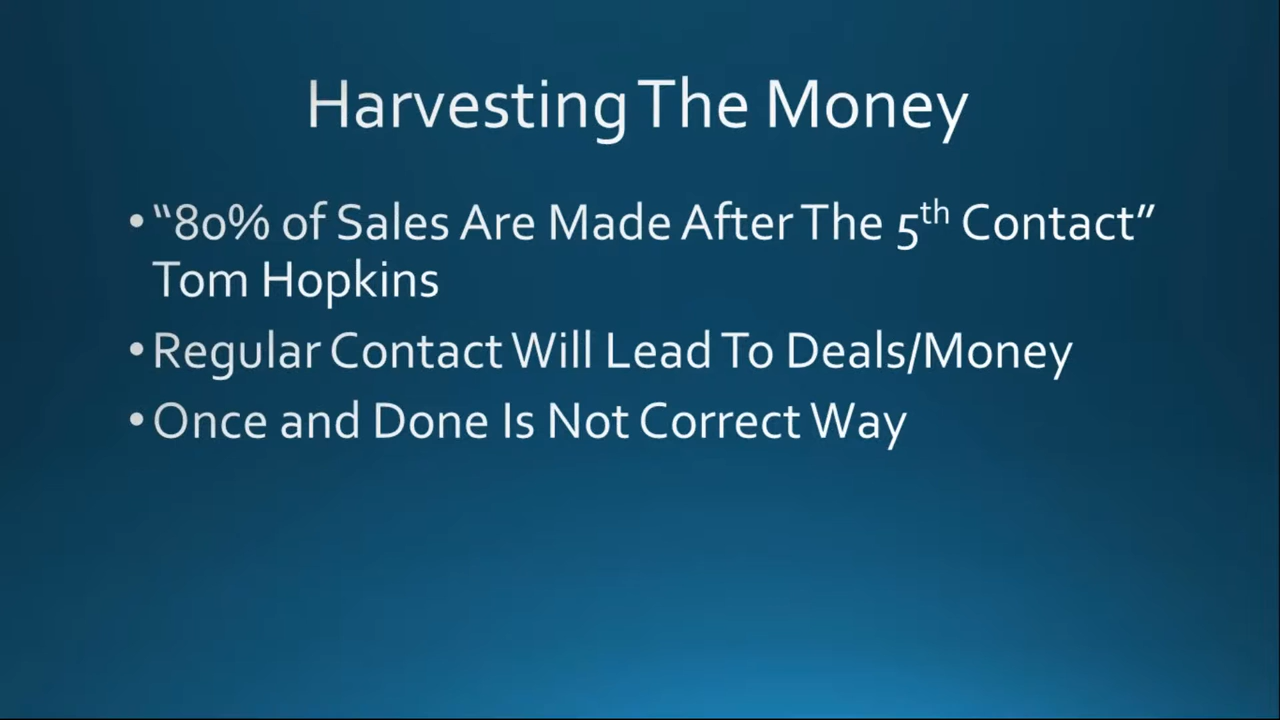 Harvesting The Money
• “80% of Sales Are Made After The 5th Contact”
Tom Hopkins
• Regular Contact Will Lead To Deals/Money
• Once and Done Is Not Correct Way